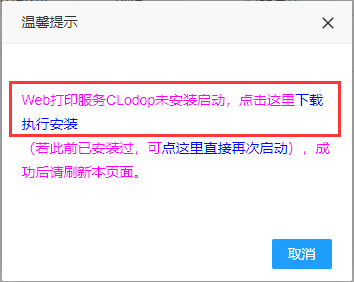 温馨提示
Web打印服务CLodop未安装启动，点击这里下载
执行安装
（若此前已安装过，可点这里直接再次启动），成
功后请刷新本页面。
取消